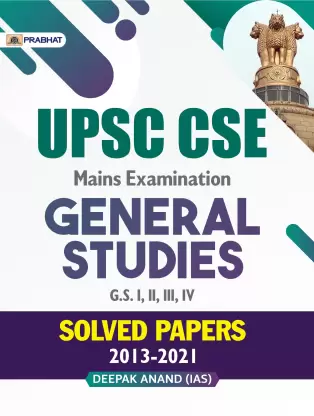 PRABHAT
UPSC CSE
Mains Examination
GENERAL
STUDIES
G.S. I, II, III, IV
SOLVED PAPERS
2013-2021
DEEPAK ANAND (IAS)